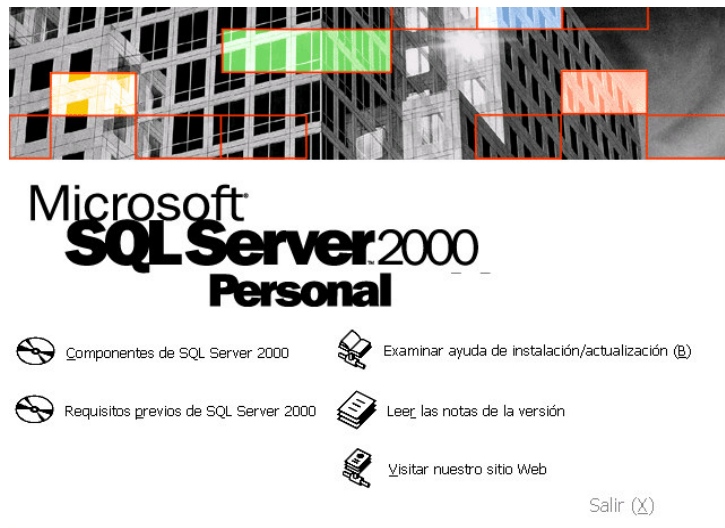 Microsoft®
SQL Server™ 2000
Personal
Componentes de SQL Server 2000
Examinar ayuda de instalación/actualización (B)
Requisitos previos de SQL Server 2000
Leer las notas de la versión
Visitar nuestro sitio Web
Salir (X)